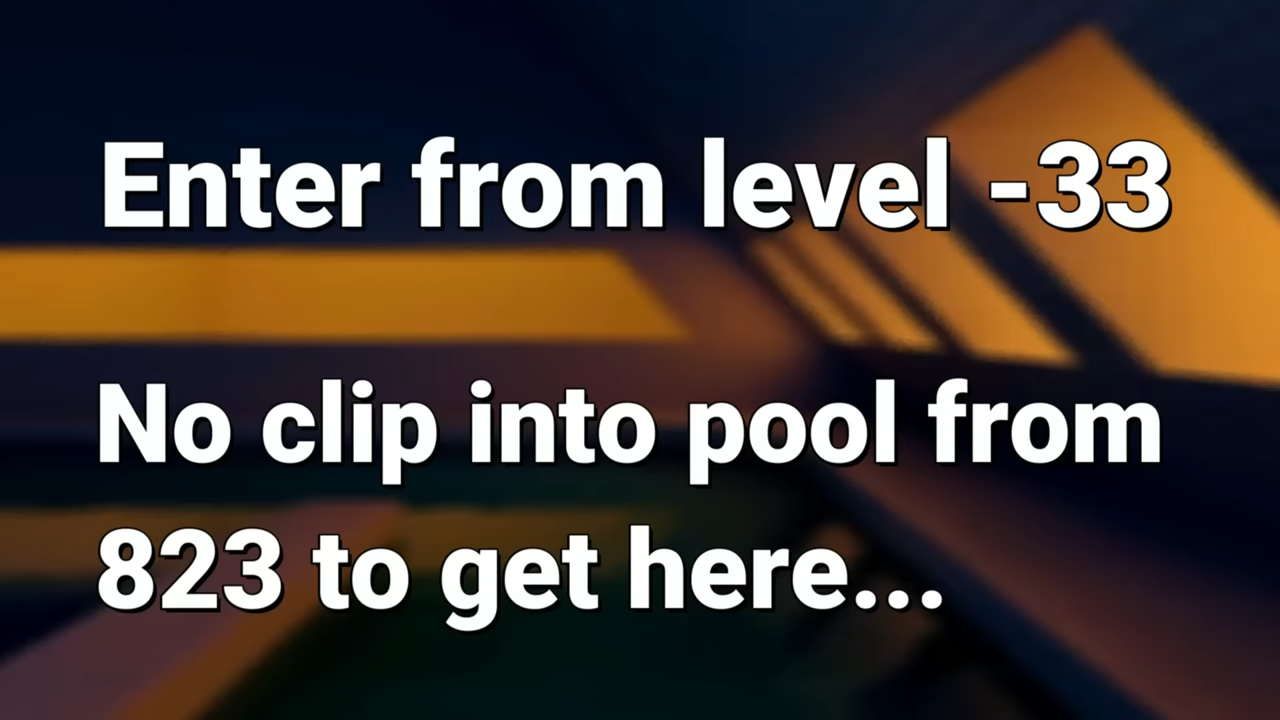 Enter from level -33
No clip into pool from
823 to get here...